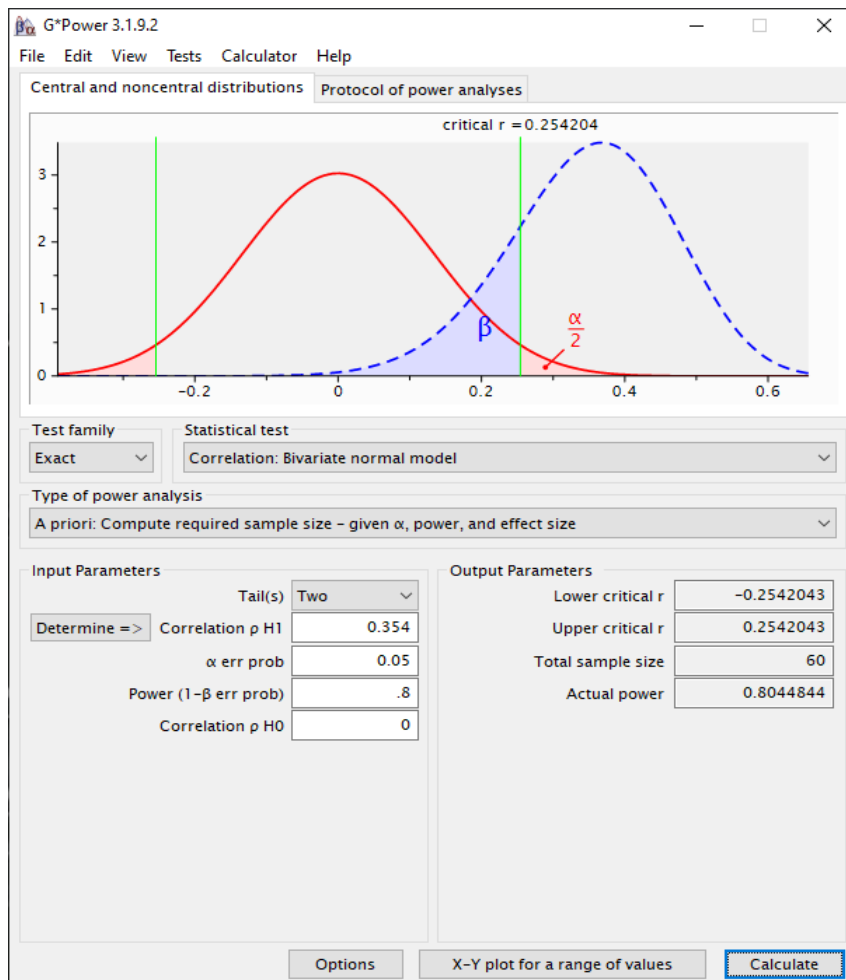 G*Power 3.1.9.2
File Edit View Tests Calculator Help
Central and noncentral distributions Protocol of power analyses
critical r = 0.254204
3
2
1
0
β
α
2
-0.2 0 0.2 0.4 0.6
Test family Statistical test
Exact Correlation: Bivariate normal model
Type of power analysis
A priori: Compute required sample size - given α, power, and effect size
Input Parameters Output Parameters
Tail(s) Two Lower critical r -0.2542043
Determine => Correlation ρ H1 0.354 Upper critical r 0.2542043
α err prob 0.05 Total sample size 60
Power (1-β err prob) .8 Actual power 0.8044844
Correlation ρ H0 0
Options X-Y plot for a range of values Calculate